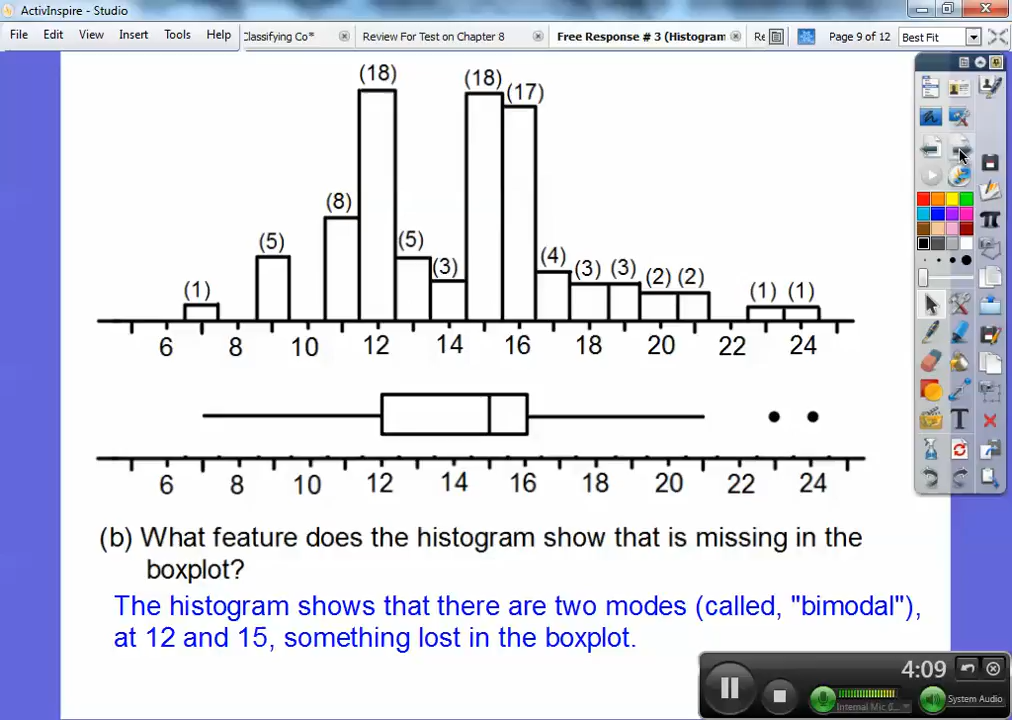 ActivInspire - Studio
File Edit View Insert Tools Help
Classifying Co* Review For Test on Chapter 8 Free Response # 3 (Histogram Page 9 of 12 Best Fit
(18) (18) (17)
(8)
(5) (5) (3) (4) (3) (3) (2) (2)
(1) (1) (1)
6 8 10 12 14 16 18 20 22 24
6 8 10 12 14 16 18 20 22 24
(b) What feature does the histogram show that is missing in the
boxplot?
The histogram shows that there are two modes (called, "bimodal"),
at 12 and 15, something lost in the boxplot.
4:09
Internal Mic System Audio